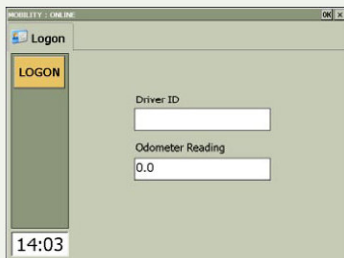 MOBILITY : ONLINE
OK ×
Logon
LOGON
Driver ID
Odometer Reading
0.0
14:03